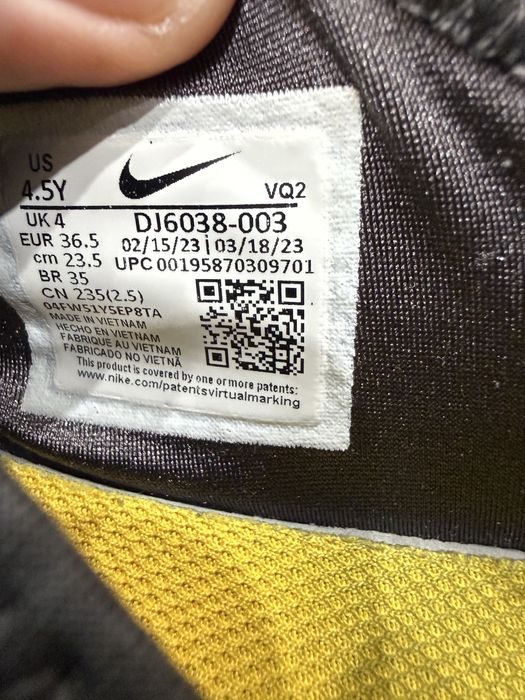 US
4.5Y
VQ2
UK 4
DJ6038-003
EUR 36.5
02/15/23 | 03/18/23
cm 23.5
UPC 00195870309701
BR 35
CN 235(2.5)
04FWS1YSEP8TA
MADE IN VIETNAM
HECHO EN VIETNAM
FABRIQUE AU VIETNAM
FABRICADO NO VIETNÃ
This product is covered by one or more patents:
www.nike.com/patentsvirtualmarking